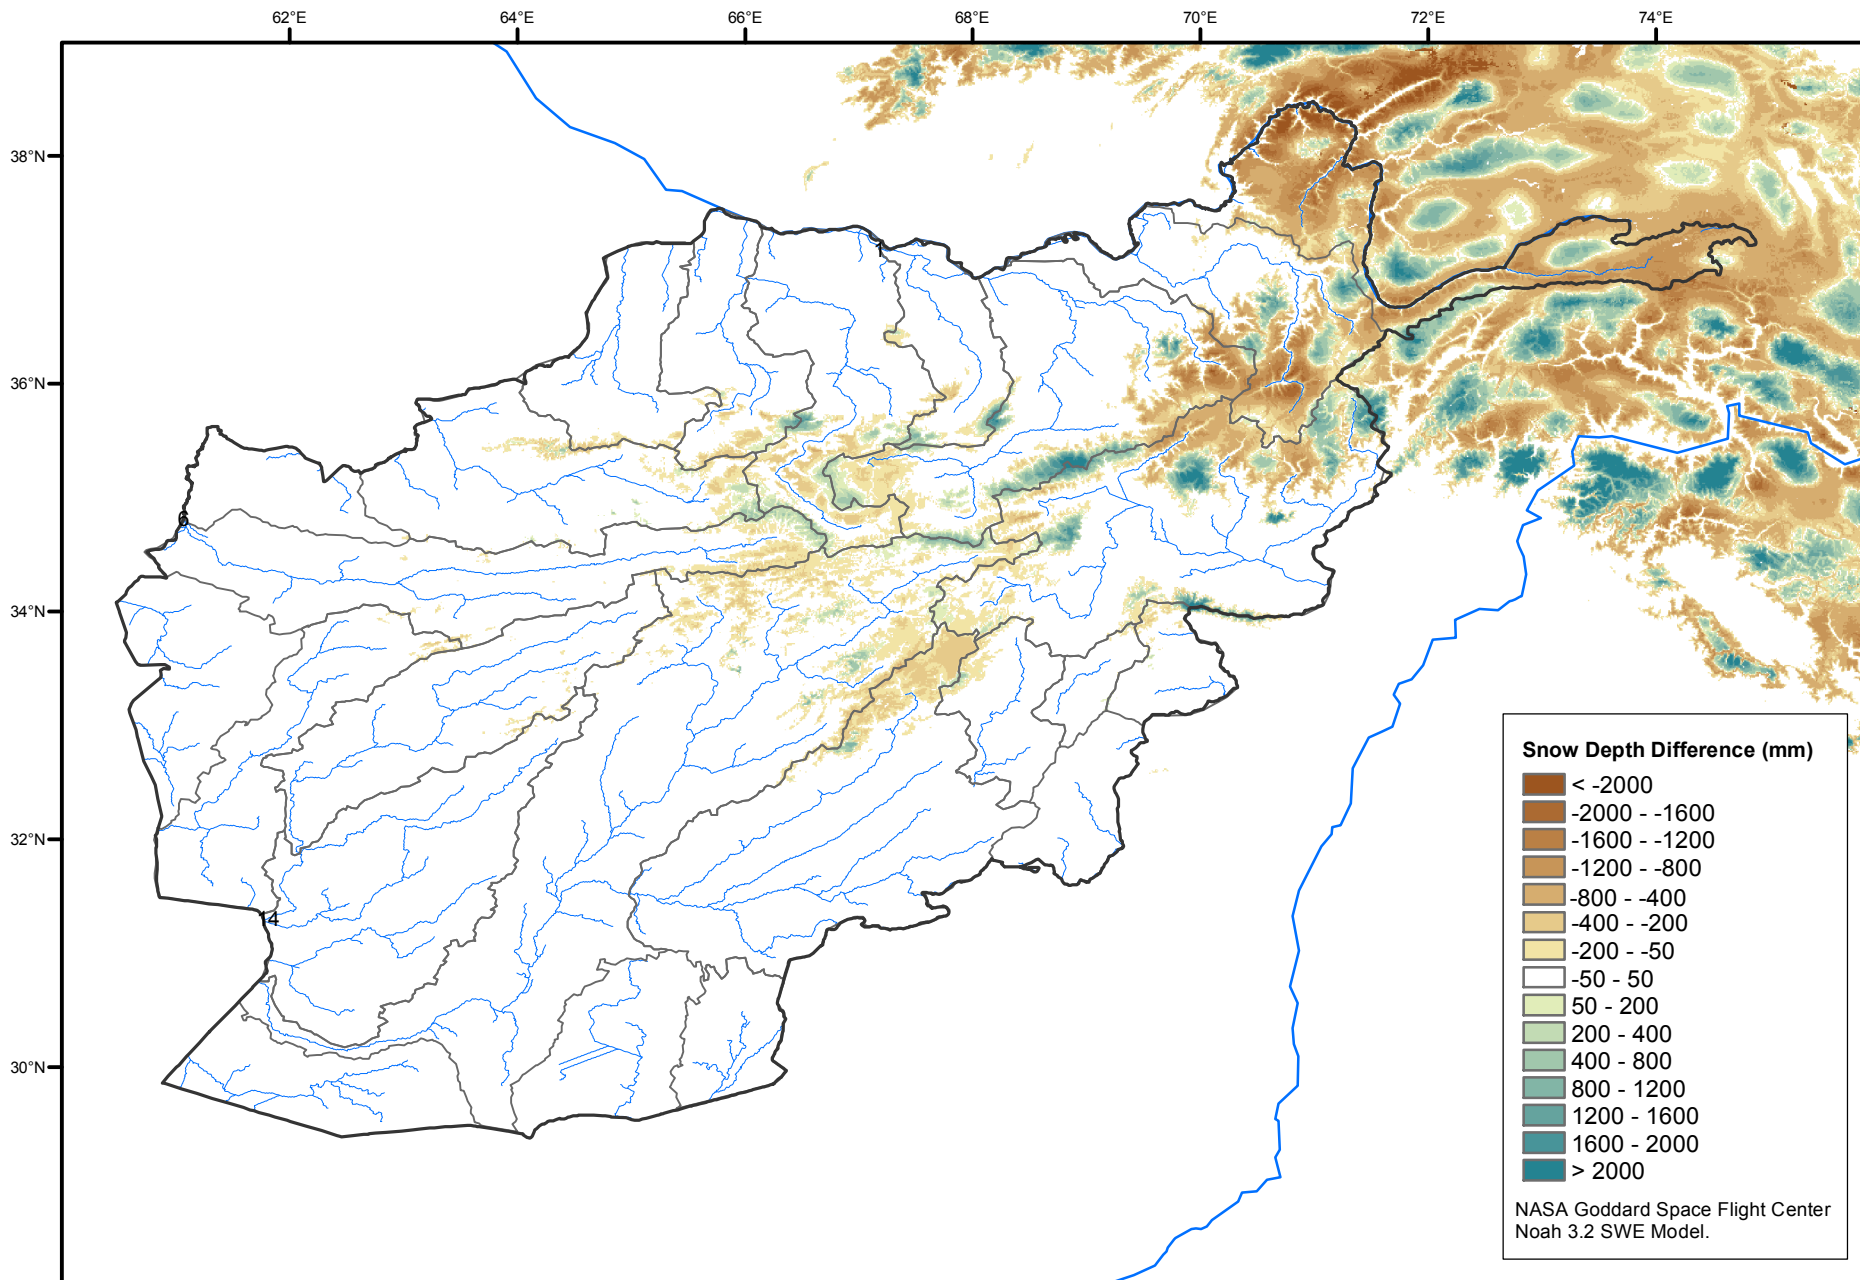 62°E 64°E 66°E 68°E 70°E 72°E 74°E
38°N
1
36°N
6
34°N
32°N
14
30°N
Snow Depth Difference (mm)
< -2000
-2000 - -1600
-1600 - -1200
-1200 - -800
-800 - -400
-400 - -200
-200 - -50
-50 - 50
50 - 200
200 - 400
400 - 800
800 - 1200
1200 - 1600
1600 - 2000
> 2000
NASA Goddard Space Flight Center
Noah 3.2 SWE Model.